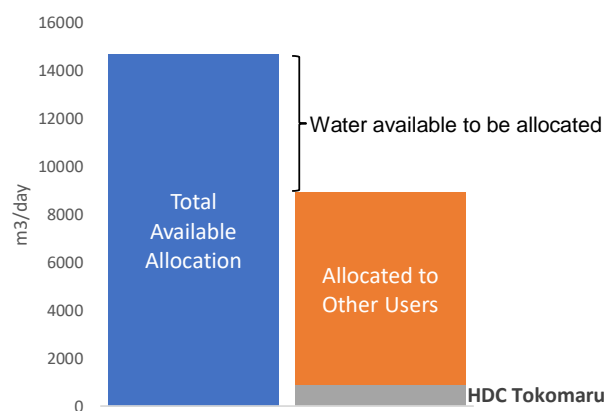 16000
14000
12000
10000
8000
6000
4000
2000
0
m3/day
Total
Available
Allocation
Water available to be allocated
Allocated to
Other Users
HDC Tokomaru